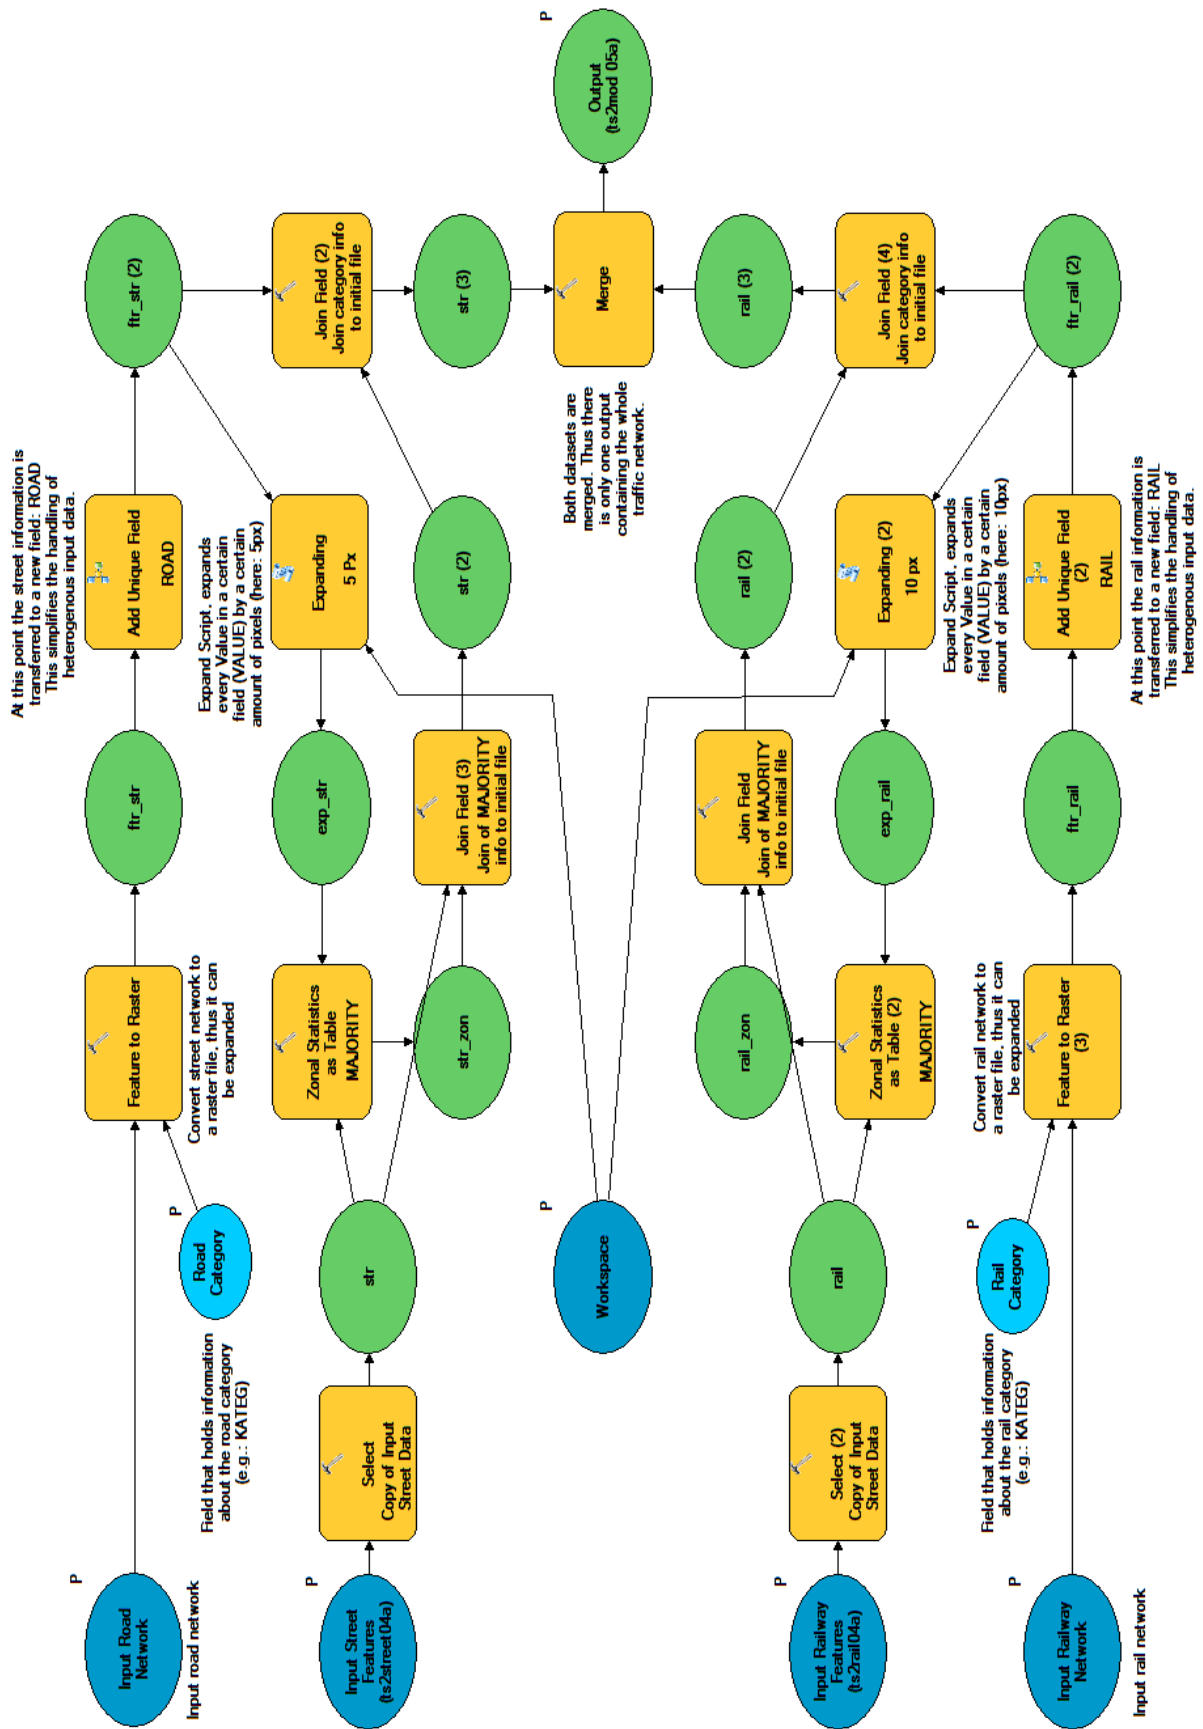 P
Input Road
Network
Input road network
P
Road
Category
Field that holds information
about the road category
(e.g.: KATEG)
Feature to Raster
Convert street network to
a raster file, thus it can
be expanded
ftr_str
At this point the street information is
transferred to a new field: ROAD
This simplifies the handling of
heterogenous input data.
Add Unique Field
ROAD
ftr_str (2)
P
Input Street
Features
(ts2street04a)
Select
Copy of Input
Street Data
str
Zonal Statistics
as Table
MAJORITY
str_zon
exp_str
Expand Script, expands
every Value in a certain
field (VALUE) by a certain
amount of pixels (here: 5px)
Expanding
5 Px
Join Field (3)
Join of MAJORITY
info to initial file
str (2)
Join Field (2)
Join category info
to initial file
str (3)
P
Workspace
Both datasets are
merged. Thus there
is only one output
containing the whole
traffic network.
Merge
P
Output
(ts2mod 05a)
P
Input Railway
Features
(ts2rail04a)
Select (2)
Copy of Input
Street Data
rail
rail_zon
Zonal Statistics
as Table (2)
MAJORITY
Join Field
Join of MAJORITY
info to initial file
exp_rail
rail (2)
Expanding (2)
10 px
Expand Script, expands
every Value in a certain
field (VALUE) by a certain
amount of pixels (here: 10px)
rail (3)
Join Field (4)
Join category info
to initial file
Field that holds information
about the rail category
(e.g.: KATEG)
P
Rail
Category
P
Input Railway
Network
Input rail network
Convert rail network to
a raster file, thus it can
be expanded
Feature to Raster
(3)
ftr_rail
Add Unique Field
(2)
RAIL
At this point the rail information is
transferred to a new field: RAIL
This simplifies the handling of
heterogenous input data.
ftr_rail (2)